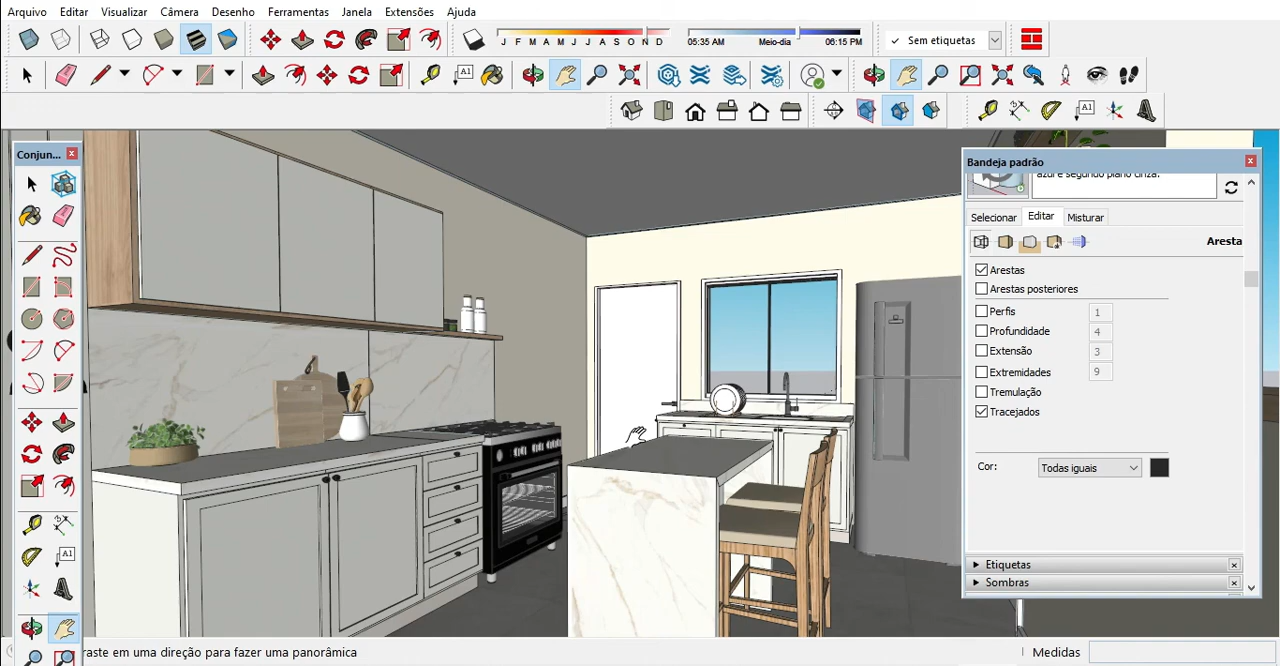 Arquivo Editar Visualizar Câmera Desenho Ferramentas Janela Extensões Ajuda
J F M A M J J A S O N D
05:35 AM Meio-dia 06:15 PM
Sem etiquetas
A1
A1
Conjun...
Bandeja padrão
azul e segundo plano cinza.
Selecionar Editar Misturar
Aresta
Arestas
Arestas posteriores
Perfis 1
Profundidade 4
Extensão 3
Extremidades 9
Tremulação
Tracejados
Cor: Todas iguais
A1
Etiquetas
Sombras
raste em uma direção para fazer uma panorâmica
Medidas